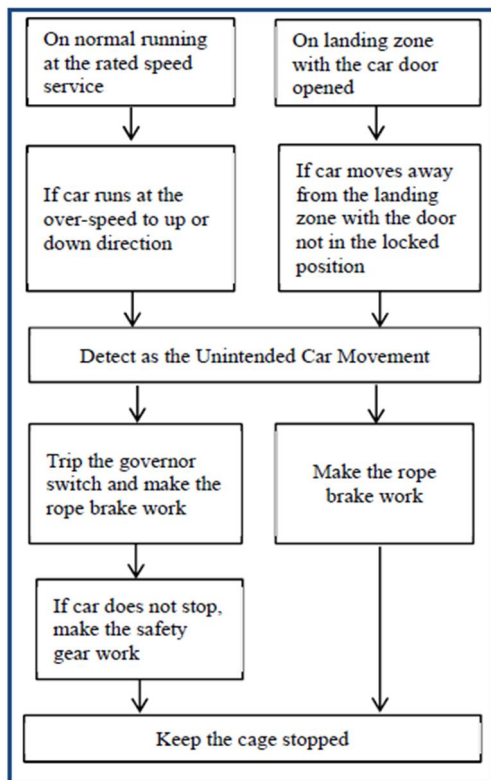 On normal running
at the rated speed
service
On landing zone
with the car door
opened
If car runs at the
over-speed to up or
down direction
If car moves away
from the landing
zone with the door
not in the locked
position
Detect as the Unintended Car Movement
Trip the governor
switch and make the
rope brake work
Make the rope
brake work
If car does not stop,
make the safety
gear work
Keep the cage stopped